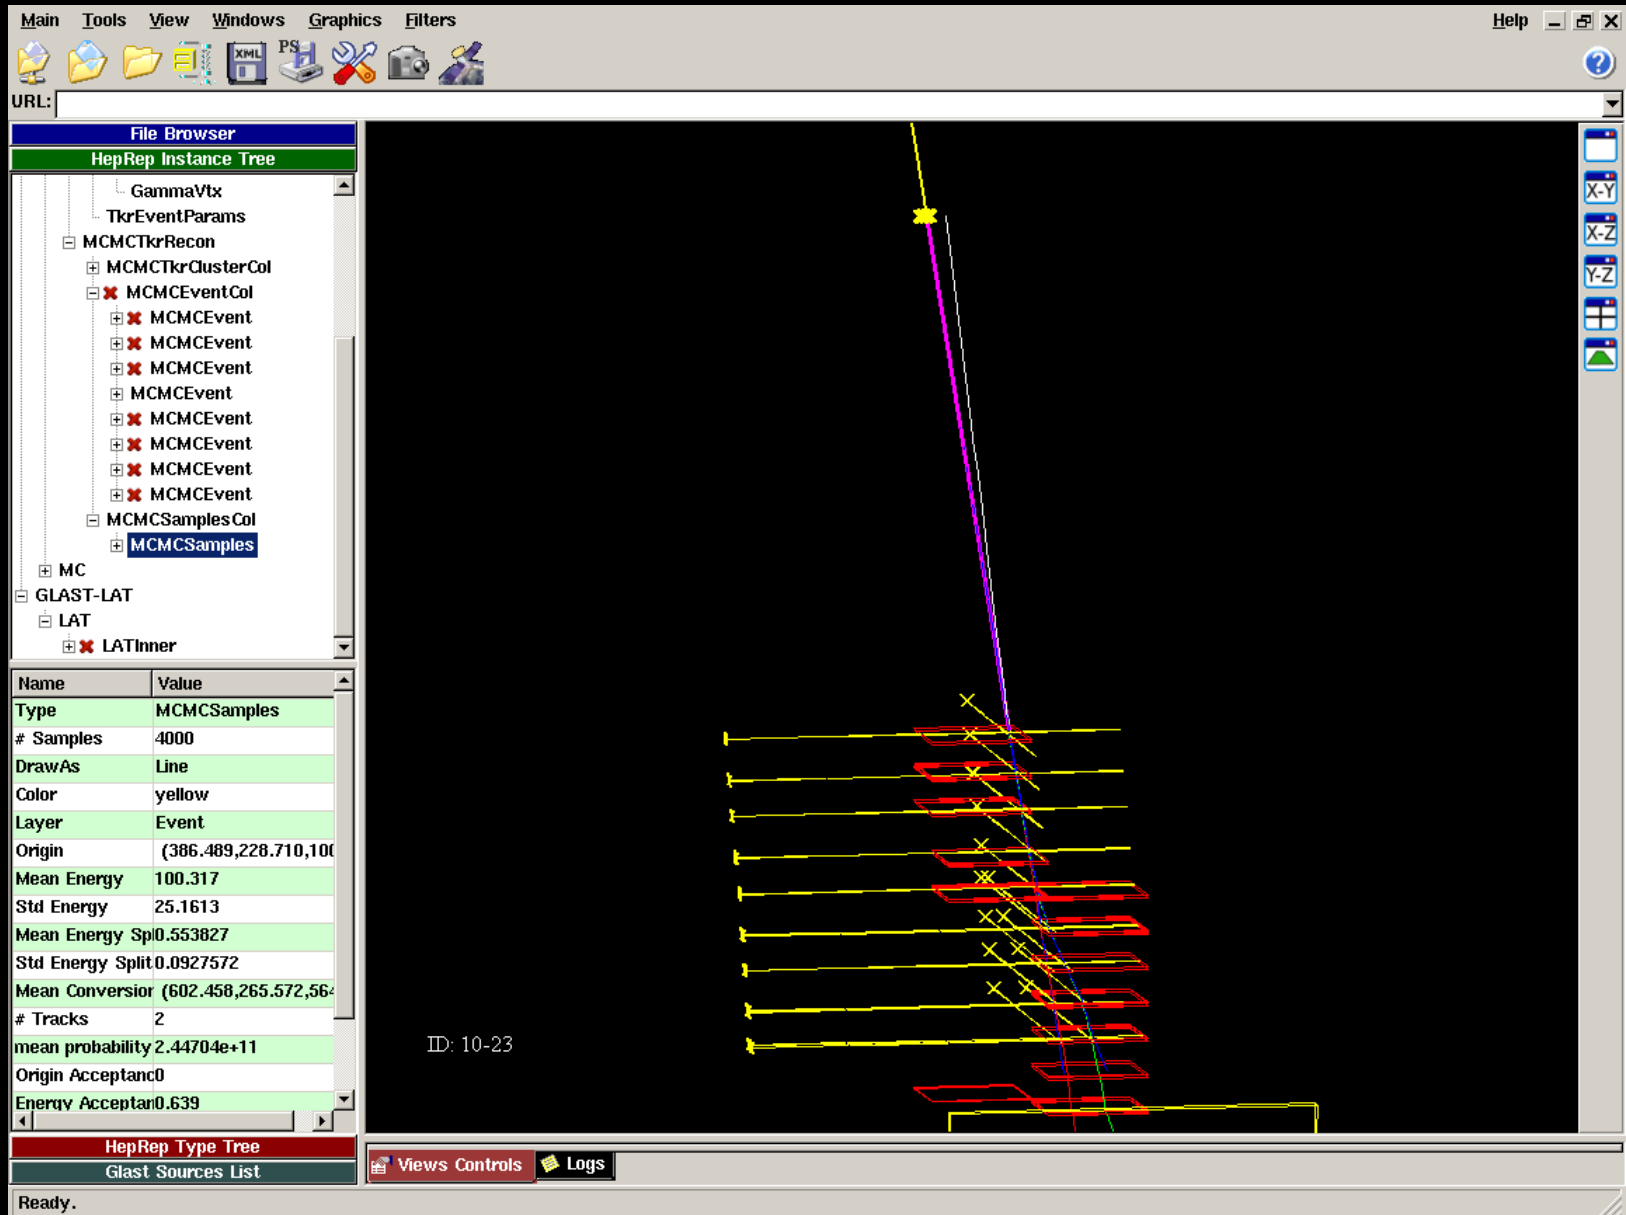 Main Tools View Windows Graphics Filters Help
XML PS
URL:
File Browser
HepRep Instance Tree
GammaVtx
TkrEventParams
MCMCTkrRecon
MCMCTkrClusterCol
MCMCEventCol
MCMCEvent
MCMCEvent
MCMCEvent
MCMCEvent
MCMCEvent
MCMCEvent
MCMCEvent
MCMCEvent
MCMCSamplesCol
MCMCSamples
MC
GLAST-LAT
LAT
LATInner
Name Value
Type MCMCSamples
# Samples 4000
DrawAs Line
Color yellow
Layer Event
Origin (386.489,228.710,100
Mean Energy 100.317
Std Energy 25.1613
Mean Energy Spl 0.553827
Std Energy Split 0.0927572
Mean Conversion (602.458,265.572,564
# Tracks 2
mean probability 2.44704e+11
Origin Acceptanc 0
Energy Acceptan 0.639
HepRep Type Tree
Glast Sources List
ID: 10-23
X-Y
X-Z
Y-Z
Views Controls Logs
Ready.